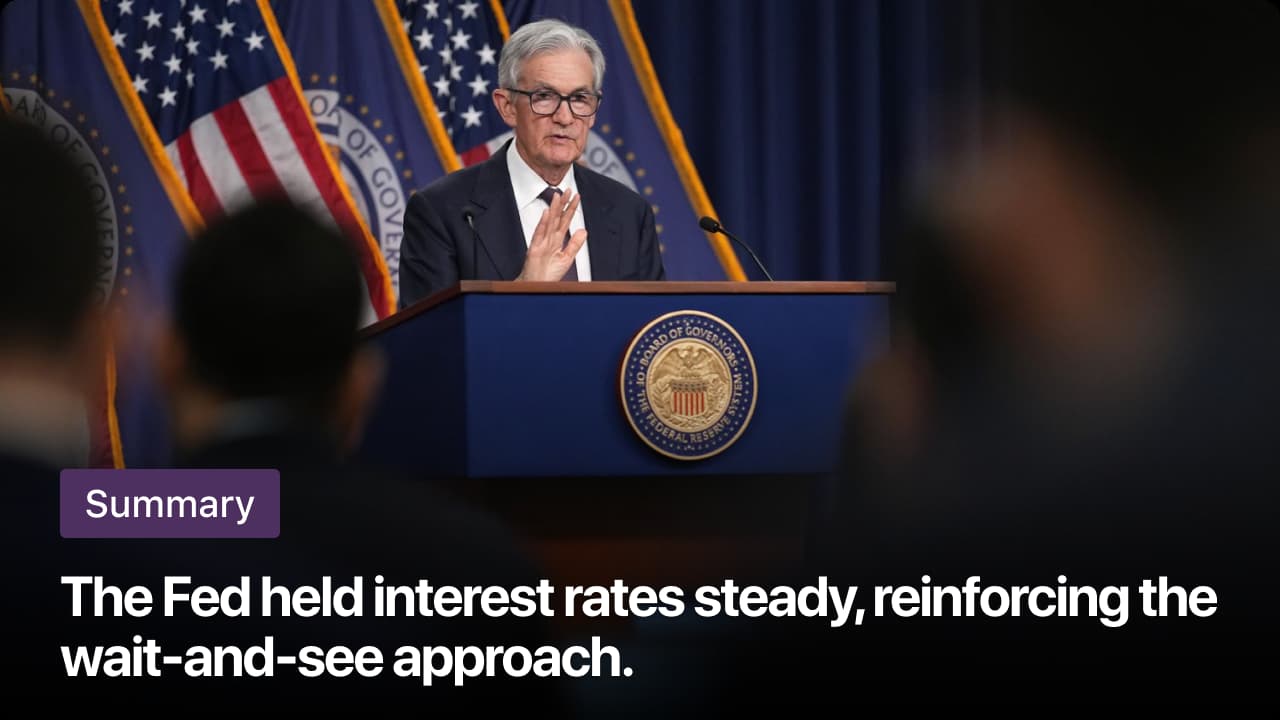 BOARD OF GOVERNORS
OF THE FEDERAL RESERVE SYSTEM
Summary
The Fed held interest rates steady, reinforcing the
wait-and-see approach.